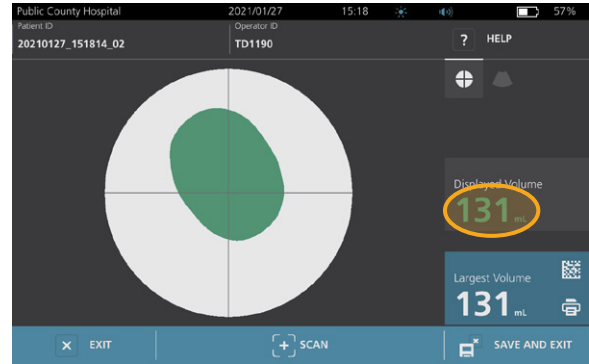 Public County Hospital 2021/01/27 15:18 57%
Patient ID Operator ID
20210127_151814_02 TD1190
? HELP
Displayed Volume
131 mL
Largest Volume
131 mL
EXIT SCAN SAVE AND EXIT